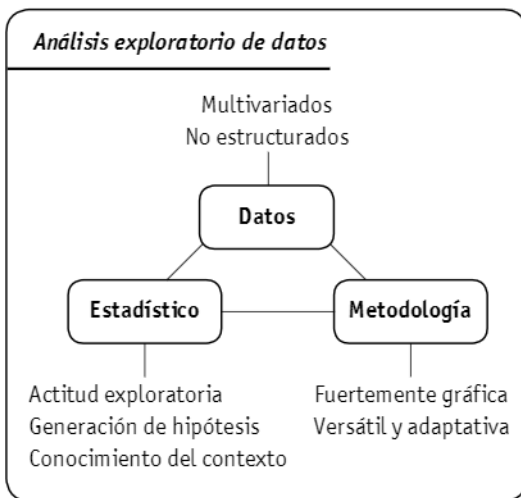 Análisis exploratorio de datos
Multivariados
No estructurados
Datos
Estadístico
Metodología
Actitud exploratoria
Generación de hipótesis
Conocimiento del contexto
Fuertemente gráfica
Versátil y adaptativa